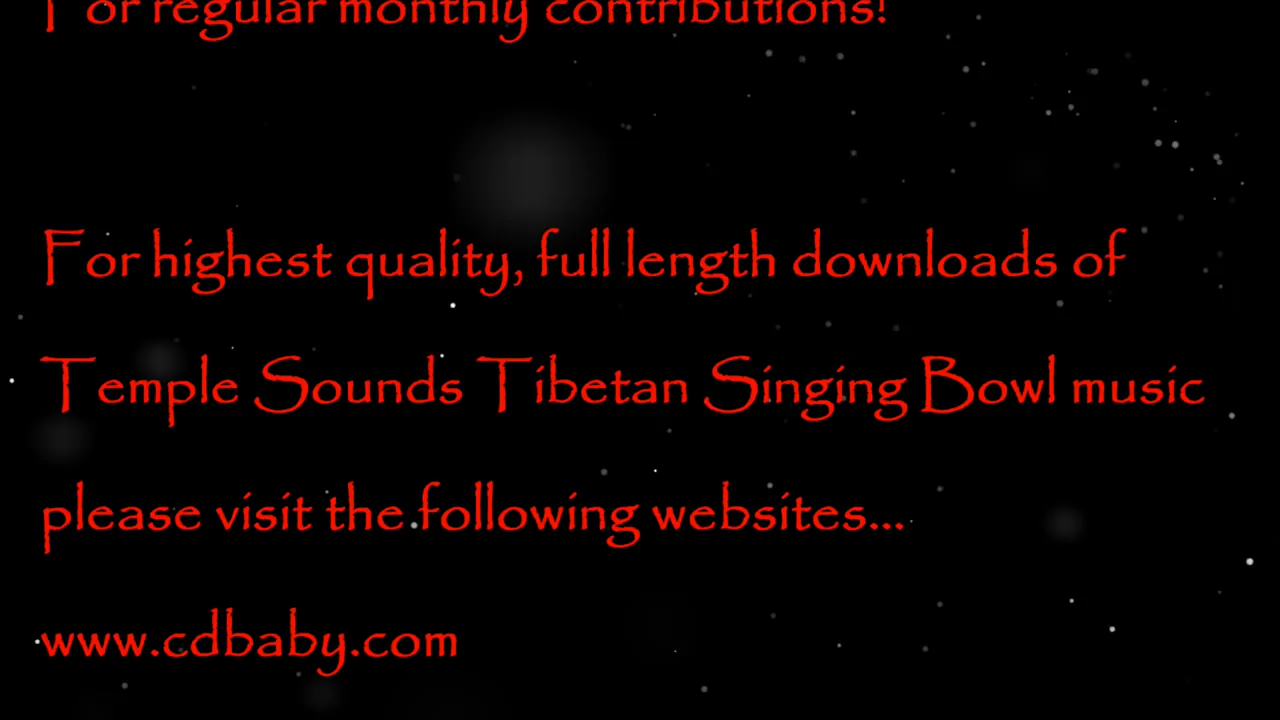 For regular monthly contributions!
For highest quality, full length downloads of
Temple Sounds Tibetan Singing Bowl music
please visit the following websites...
www.cdbaby.com